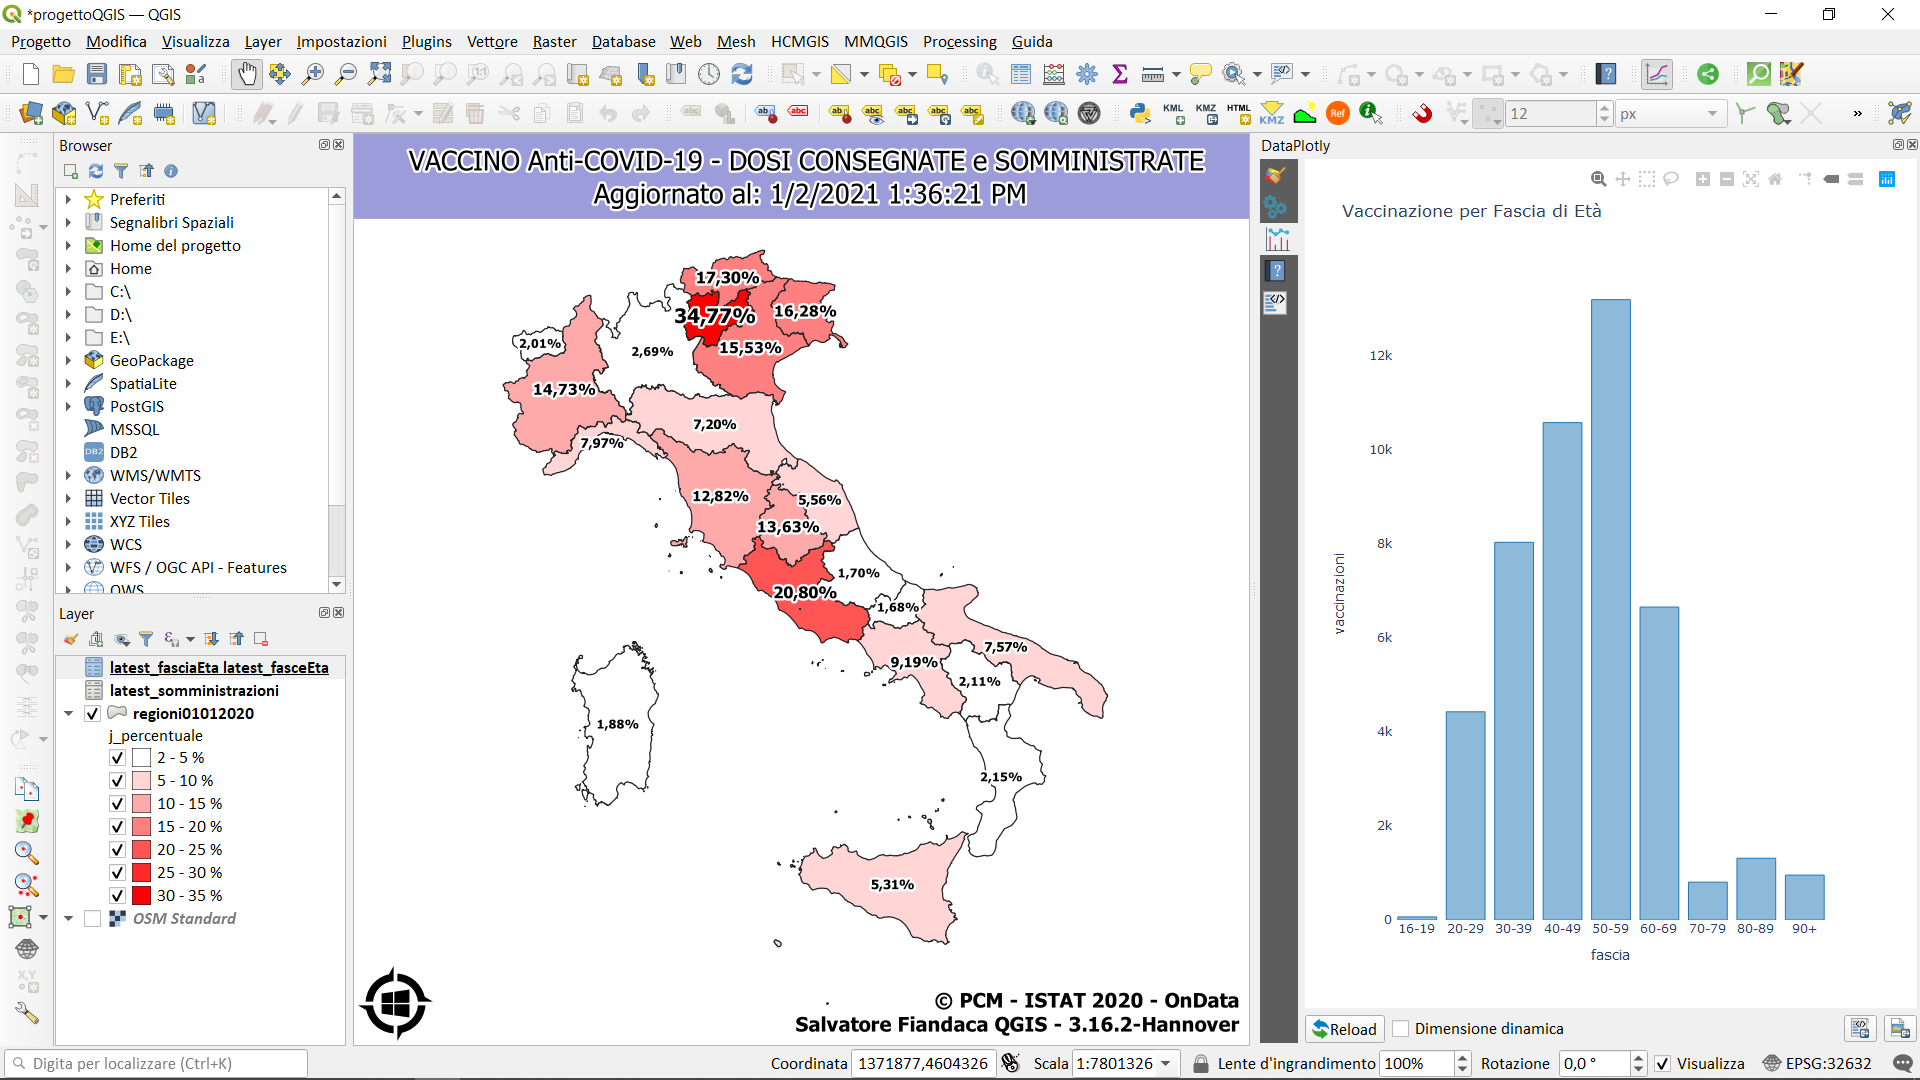 *progettoQGIS — QGIS
Progetto Modifica Visualizza Layer Impostazioni Plugins Vettore Raster Database Web Mesh HCMGIS MMQGIS Processing Guida
KML KMZ HTML KMZ Ref 12 px »
Browser
Preferiti
Segnalibri Spaziali
Home del progetto
Home
C:\
D:\
E:\
GeoPackage
SpatiaLite
PostGIS
MSSQL
DB2 DB2
WMS/WMTS
Vector Tiles
XYZ Tiles
WCS
WFS / OGC API - Features
OWS
Layer
latest_fasciaEta latest_fasceEta
latest_somministrazioni
regioni01012020
j_percentuale
2 - 5 %
5 - 10 %
10 - 15 %
15 - 20 %
20 - 25 %
25 - 30 %
30 - 35 %
OSM Standard
VACCINO Anti-COVID-19 - DOSI CONSEGNATE e SOMMINISTRATE
Aggiornato al: 1/2/2021 1:36:21 PM
17,30%
34,77%
16,28%
2,01%
2,69%
15,53%
14,73%
7,20%
7,97%
12,82%
5,56%
13,63%
1,70%
20,80%
1,68%
7,57%
9,19%
2,11%
1,88%
2,15%
5,31%
© PCM - ISTAT 2020 - OnData
Salvatore Fiandaca QGIS - 3.16.2-Hannover
DataPlotly
Vaccinazione per Fascia di Età
12k
10k
8k
6k
4k
2k
0
vaccinazioni
16-19 20-29 30-39 40-49 50-59 60-69 70-79 80-89 90+
fascia
Reload Dimensione dinamica
Digita per localizzare (Ctrl+K) Coordinata 1371877,4604326 Scala 1:7801326 Lente d'ingrandimento 100% Rotazione 0,0 ° Visualizza EPSG:32632